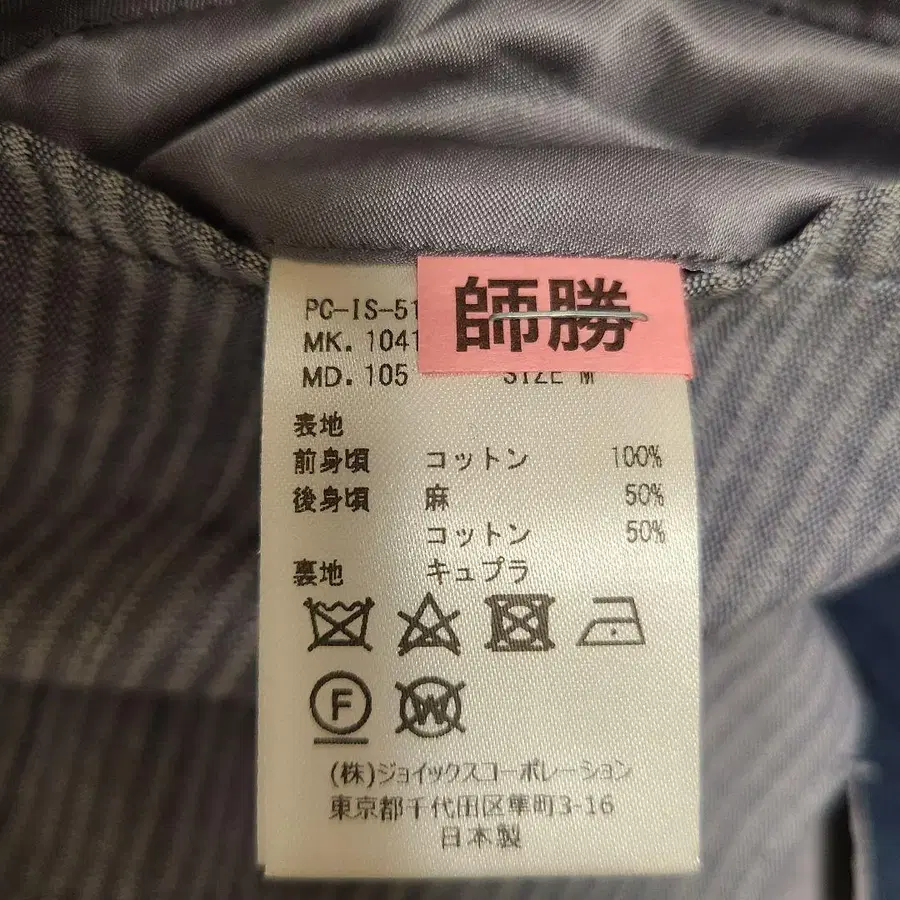 師勝
PC-IS-51
MK. 1041
MD. 105 SIZE M
表地
前身頃 コットン 100%
後身頃 麻 50%
コットン 50%
裏地 キュプラ
F
W
(株)ジョイックスコーポレーション
東京都千代田区隼町3-16
日本製